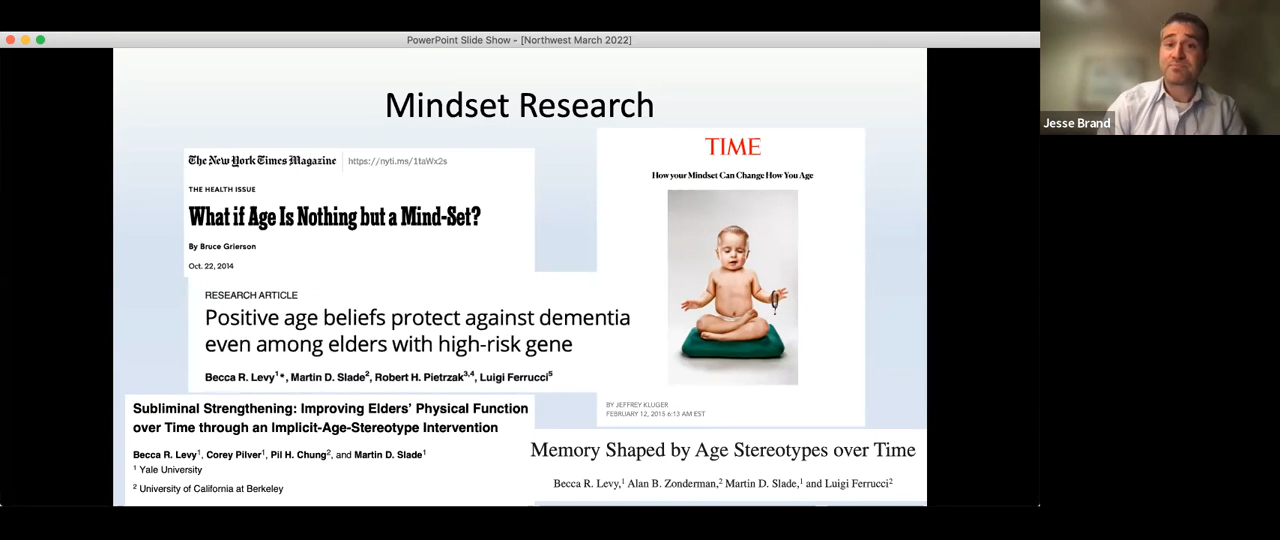 PowerPoint Slide Show - [Northwest March 2022]
Jesse Brand
Mindset Research
The New York Times Magazine https://nyti.ms/1taWx2s
THE HEALTH ISSUE
What if Age Is Nothing but a Mind-Set?
By Bruce Grierson
Oct. 22, 2014
TIME
How your Mindset Can Change How You Age
BY JEFFREY KLUGER
FEBRUARY 12, 2015 6:13 AM EST
RESEARCH ARTICLE
Positive age beliefs protect against dementia
even among elders with high-risk gene
Becca R. Levy¹*, Martin D. Slade², Robert H. Pietrzak³,⁴, Luigi Ferrucci⁵
Subliminal Strengthening: Improving Elders' Physical Function
over Time through an Implicit-Age-Stereotype Intervention
Becca R. Levy¹, Corey Pilver¹, Pil H. Chung², and Martin D. Slade¹
¹ Yale University
² University of California at Berkeley
Memory Shaped by Age Stereotypes over Time
Becca R. Levy,¹ Alan B. Zonderman,² Martin D. Slade,¹ and Luigi Ferrucci²